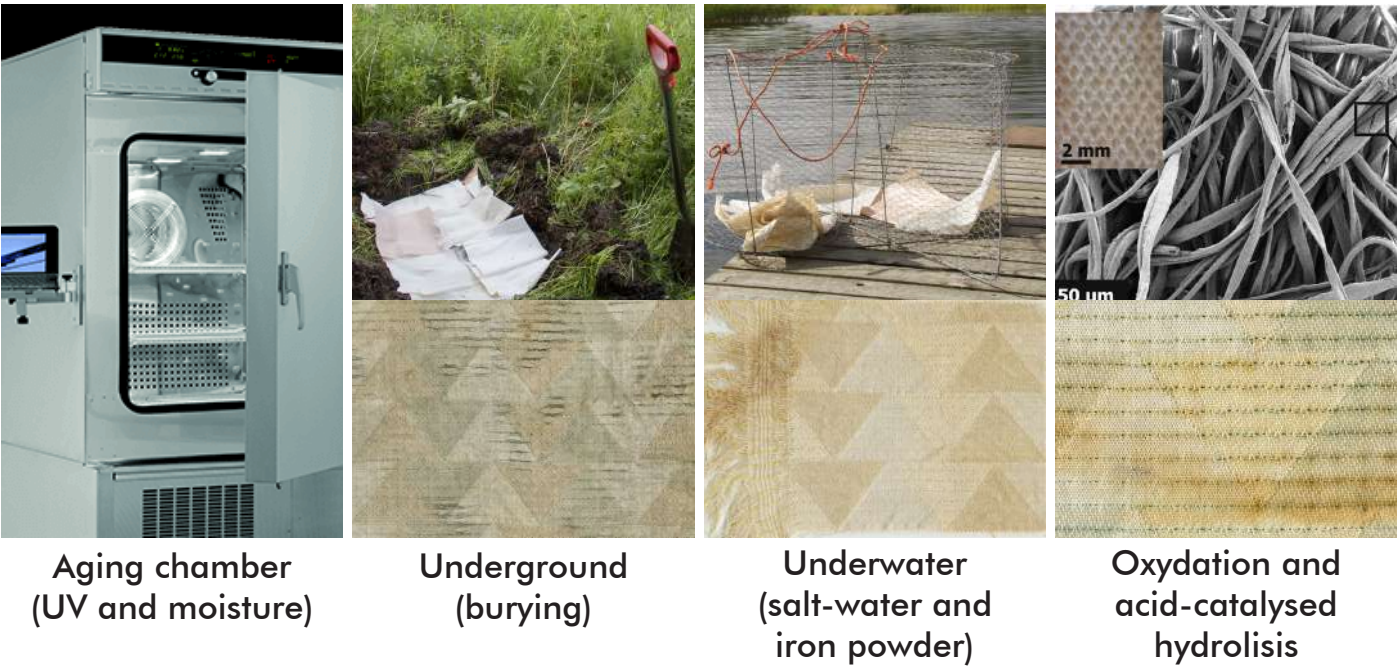 2 mm
50 µm
Aging chamber
(UV and moisture)
Underground
(burying)
Underwater
(salt-water and
iron powder)
Oxydation and
acid-catalysed
hydrolisis